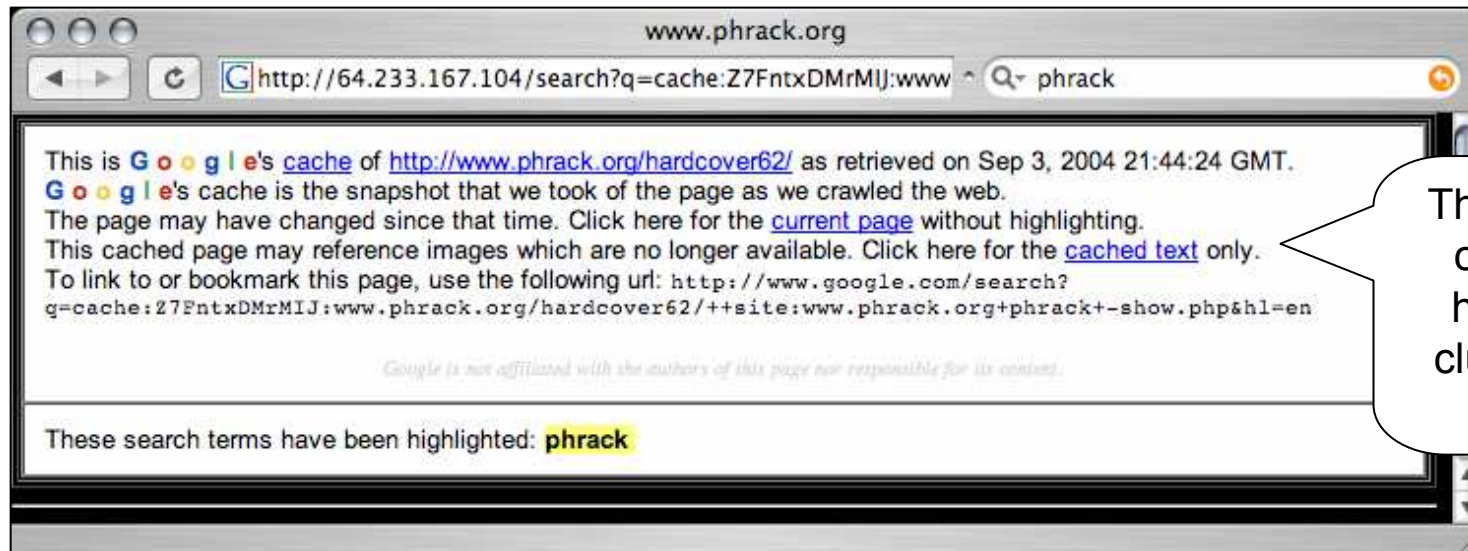 www.phrack.org
http://64.233.167.104/search?q=cache:Z7FntxDMrMIJ:www
phrack
This is Google's cache of http://www.phrack.org/hardcover62/ as retrieved on Sep 3, 2004 21:44:24 GMT.
Google's cache is the snapshot that we took of the page as we crawled the web.
The page may have changed since that time. Click here for the current page without highlighting.
This cached page may reference images which are no longer available. Click here for the cached text only.
To link to or bookmark this page, use the following url: http://www.google.com/search?
q=cache:Z7FntxDMrMIJ:www.phrack.org/hardcover62/++site:www.phrack.org+phrack+-show.php&hl=en
Google is not affiliated with the authors of this page nor responsible for its content.
These search terms have been highlighted: phrack